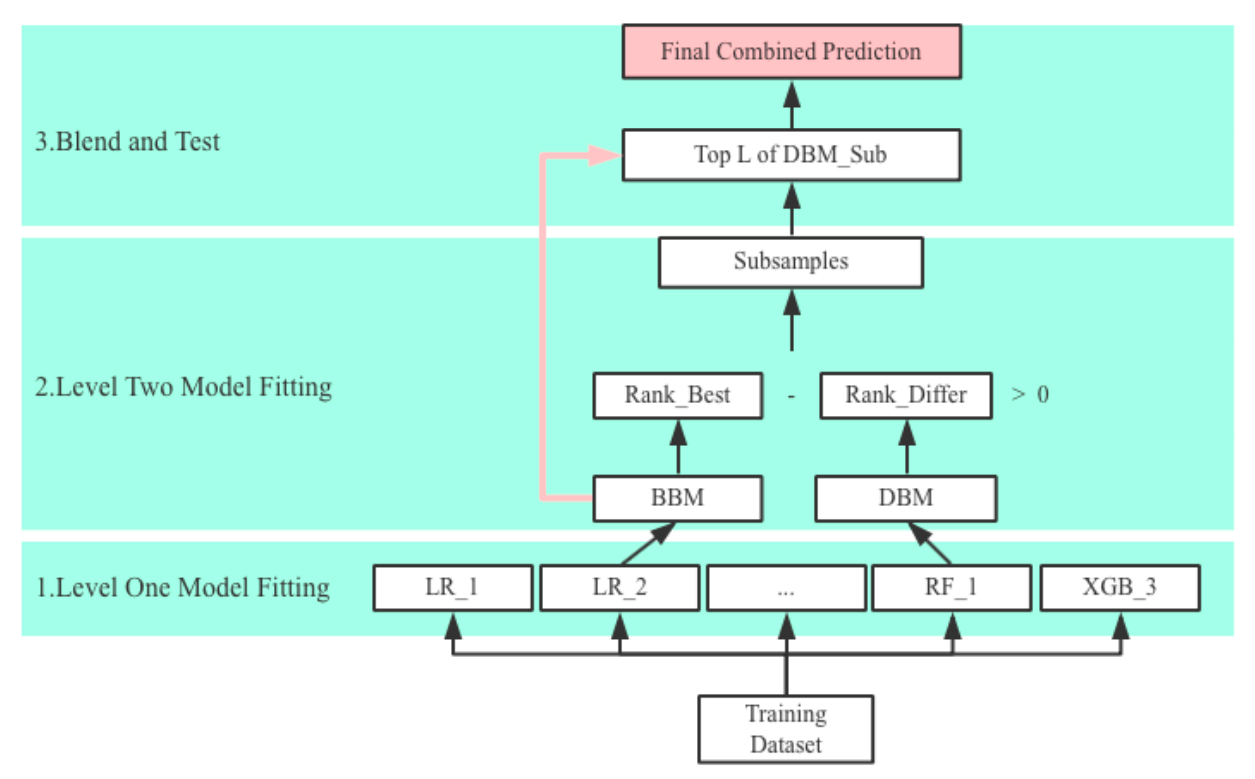 Final Combined Prediction
3.Blend and Test
Top L of DBM_Sub
Subsamples
2.Level Two Model Fitting
Rank_Best - Rank_Differ > 0
BBM DBM
1.Level One Model Fitting LR_1 LR_2 ... RF_1 XGB_3
Training
Dataset